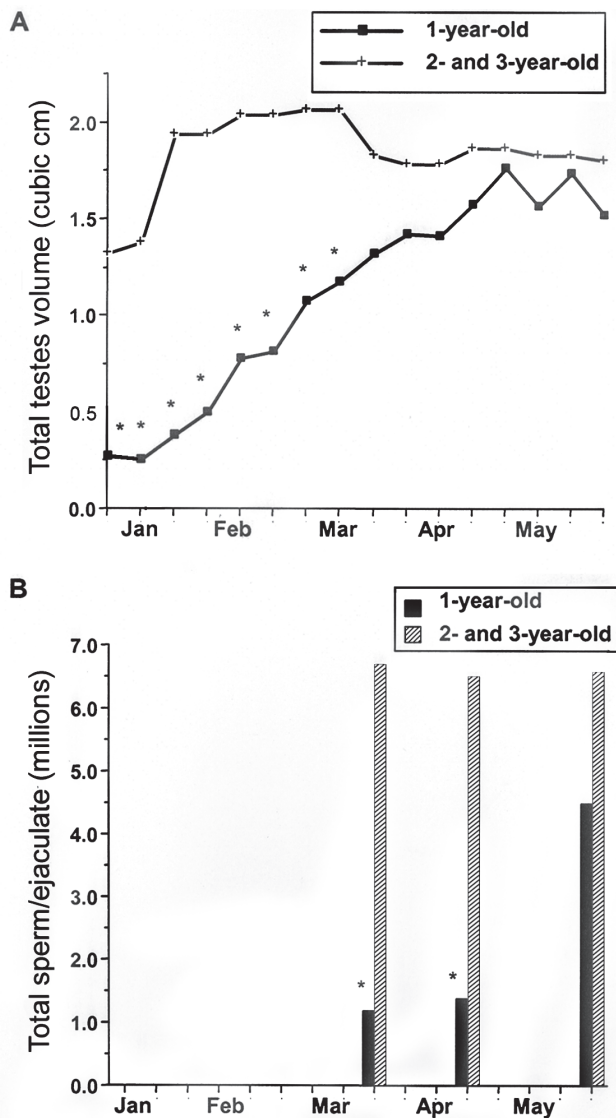 A
1-year-old
2- and 3-year-old
Total testes volume (cubic cm)
2.0
1.5
1.0
0.5
0.0
* * * * * * * * *
Jan Feb Mar Apr May
B
1-year-old
2- and 3-year-old
Total sperm/ejaculate (millions)
7.0
6.0
5.0
4.0
3.0
2.0
1.0
0.0
* *
Jan Feb Mar Apr May